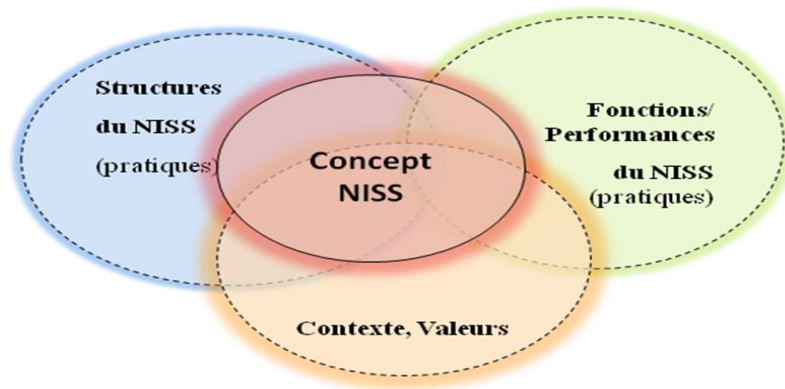 Structures
du NISS
(pratiques)
Concept
NISS
Fonctions/
Performances
du NISS
(pratiques)
Contexte, Valeurs